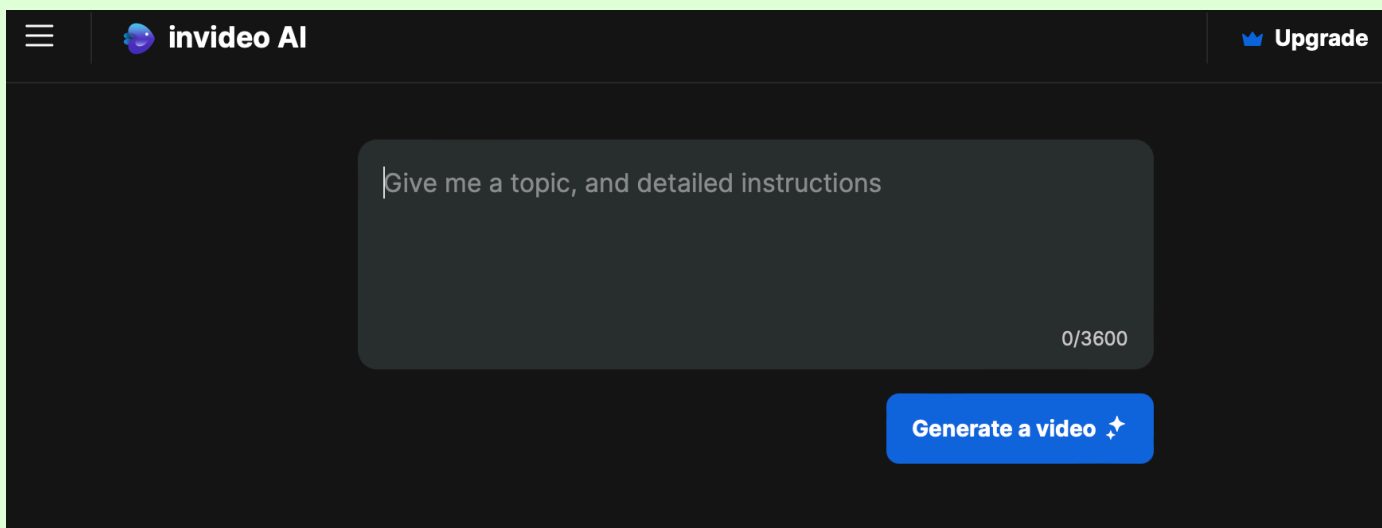 invideo AI
Upgrade
Give me a topic, and detailed instructions
0/3600
Generate a video